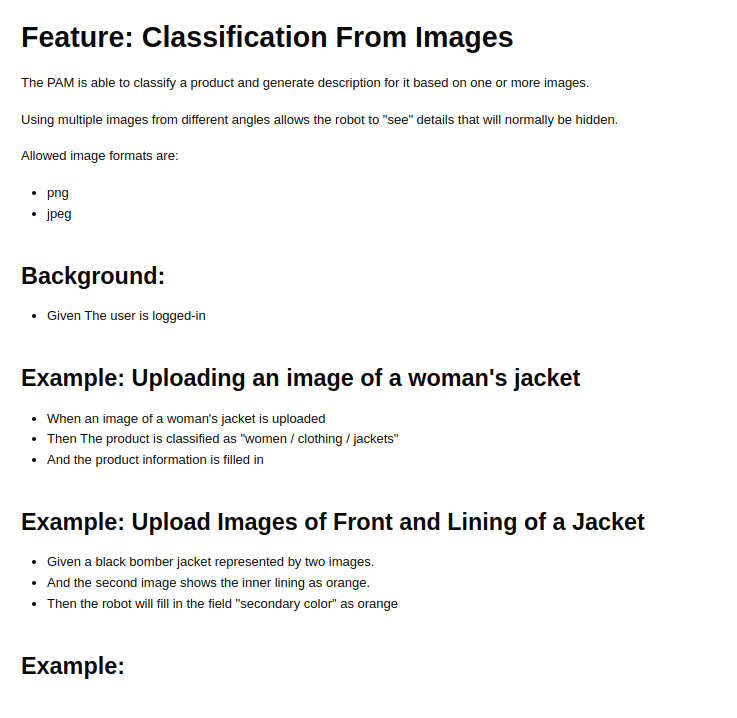 Feature: Classification From Images
The PAM is able to classify a product and generate description for it based on one or more images.
Using multiple images from different angles allows the robot to "see" details that will normally be hidden.
Allowed image formats are:
• png
• jpeg
Background:
• Given The user is logged-in
Example: Uploading an image of a woman's jacket
• When an image of a woman's jacket is uploaded
• Then The product is classified as "women / clothing / jackets"
• And the product information is filled in
Example: Upload Images of Front and Lining of a Jacket
• Given a black bomber jacket represented by two images.
• And the second image shows the inner lining as orange.
• Then the robot will fill in the field "secondary color" as orange
Example: